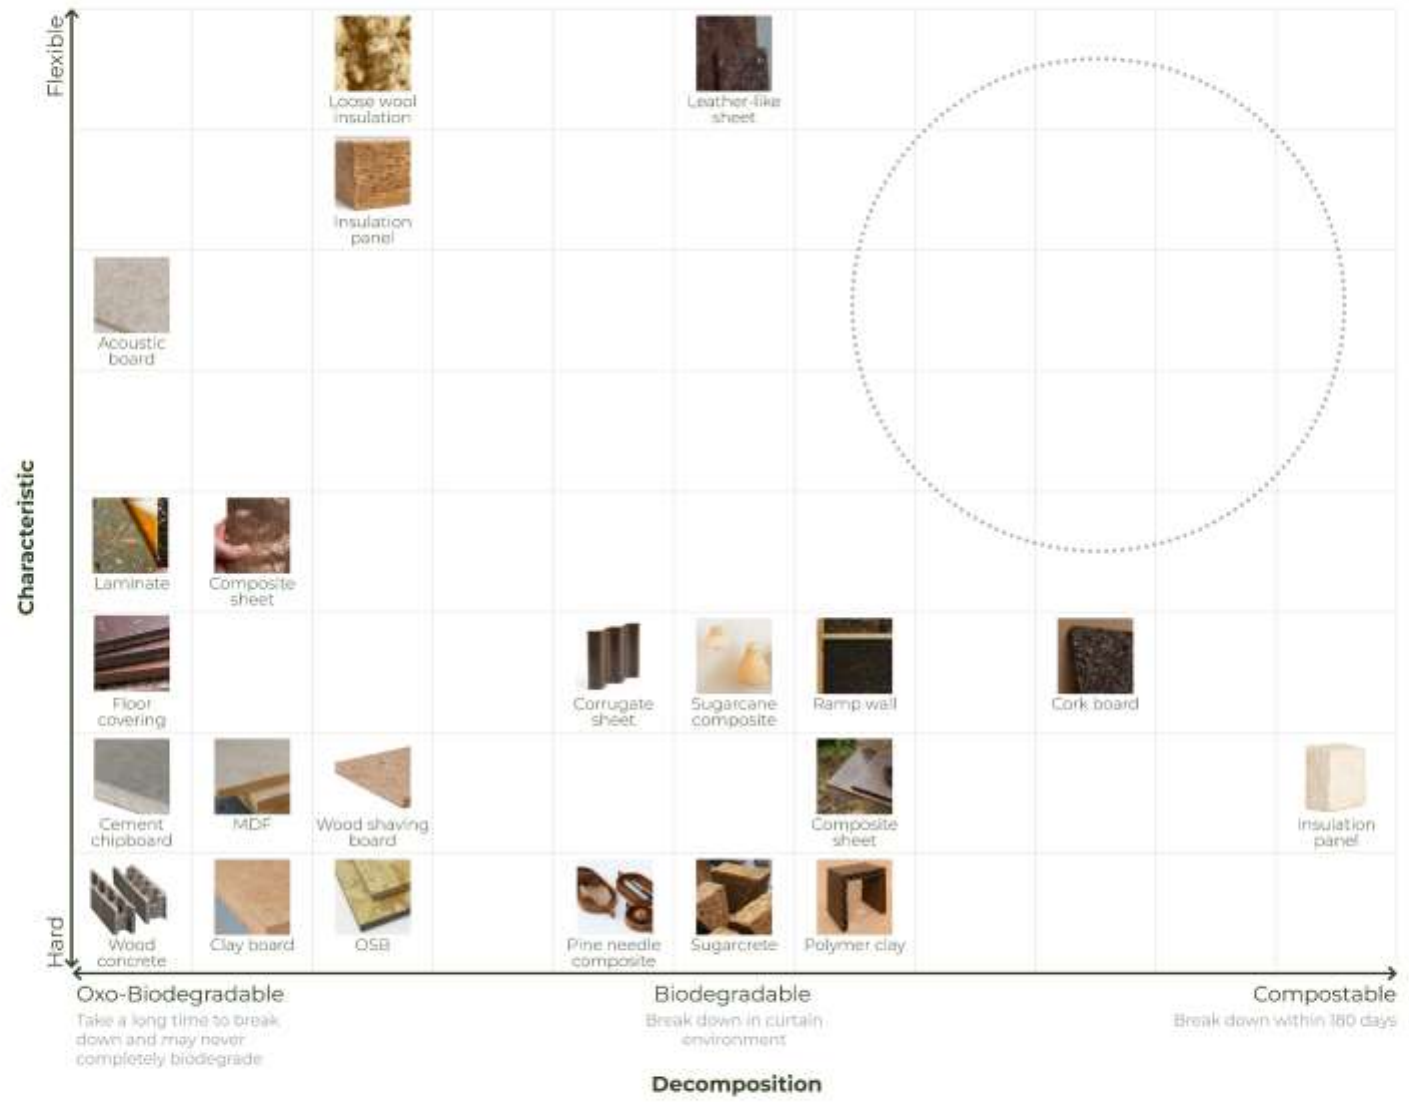 Flexible
Loose wool
insulation
Leather-like
sheet
Insulation
panel
Acoustic
board
Characteristic
Laminate
Composite
sheet
Floor
covering
Corrugate
sheet
Sugarcane
composite
Ramp wall
Cork board
Cement
chipboard
MDF
Wood shaving
board
Composite
sheet
Insulation
panel
Hard
Wood
concrete
Clay board
OSB
Pine needle
composite
Sugarcrete
Polymer clay
Oxo-Biodegradable
Take a long time to break
down and may never
completely biodegrade
Biodegradable
Break down in curtain
environment
Compostable
Break down within 180 days
Decomposition